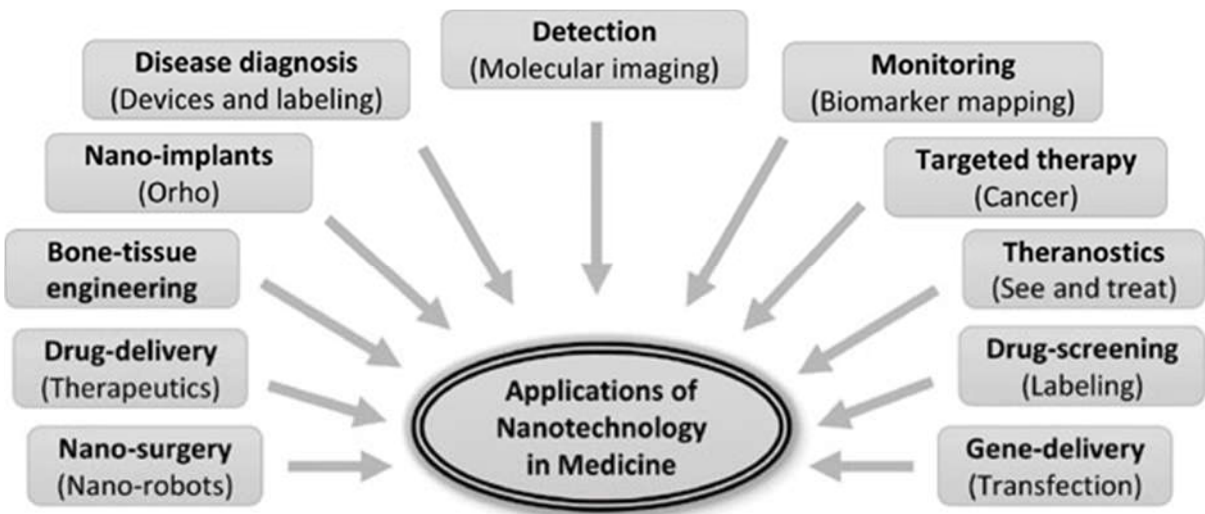 Detection
(Molecular imaging)
Disease diagnosis
(Devices and labeling)
Monitoring
(Biomarker mapping)
Nano-implants
(Orho)
Targeted therapy
(Cancer)
Bone-tissue
engineering
Theranostics
(See and treat)
Drug-delivery
(Therapeutics)
Drug-screening
(Labeling)
Nano-surgery
(Nano-robots)
Gene-delivery
(Transfection)
Applications of
Nanotechnology
in Medicine